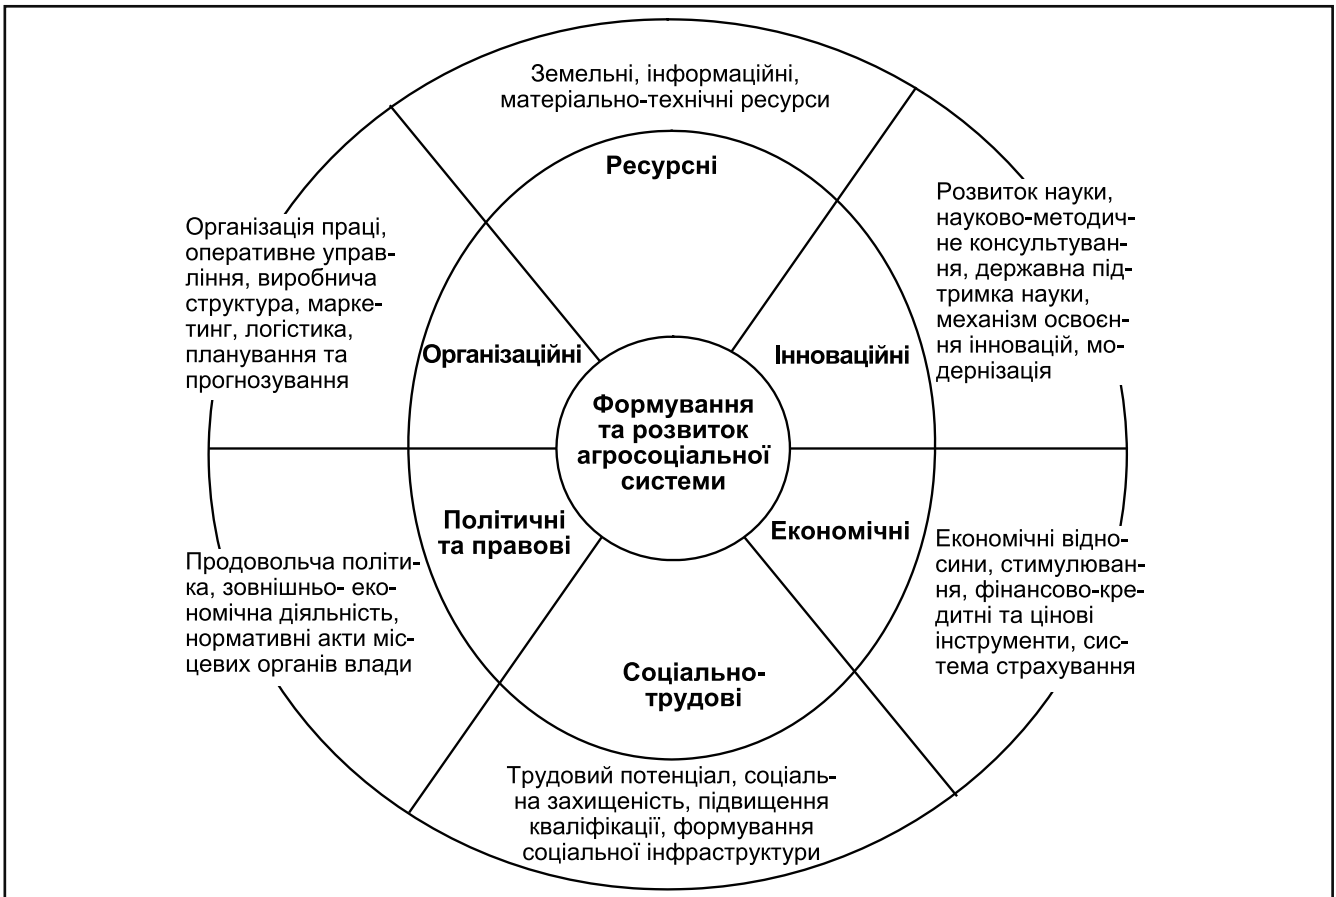 Земельні, інформаційні,
матеріально-технічні ресурси
Ресурсні
Організація праці,
оперативне управ-
ління, виробнича
структура, марке-
тинг, логістика,
планування та
прогнозування
Організаційні
Розвиток науки,
науково-методич-
не консультуван-
ня, державна під-
тримка науки,
механізм освоєн-
ня інновацій, мо-
дернізація
Інноваційні
Формування
та розвиток
агросоціальної
системи
Політичні
та правові
Продовольча політи-
ка, зовнішньо- еко-
номічна діяльність,
нормативні акти міс-
цевих органів влади
Економічні
Економічні відно-
сини, стимулюван-
ня, фінансово-кре-
дитні та цінові
інструменти, сис-
тема страхування
Соціально-
трудові
Трудовий потенціал, соціаль-
на захищеність, підвищення
кваліфікації, формування
соціальної інфраструктури